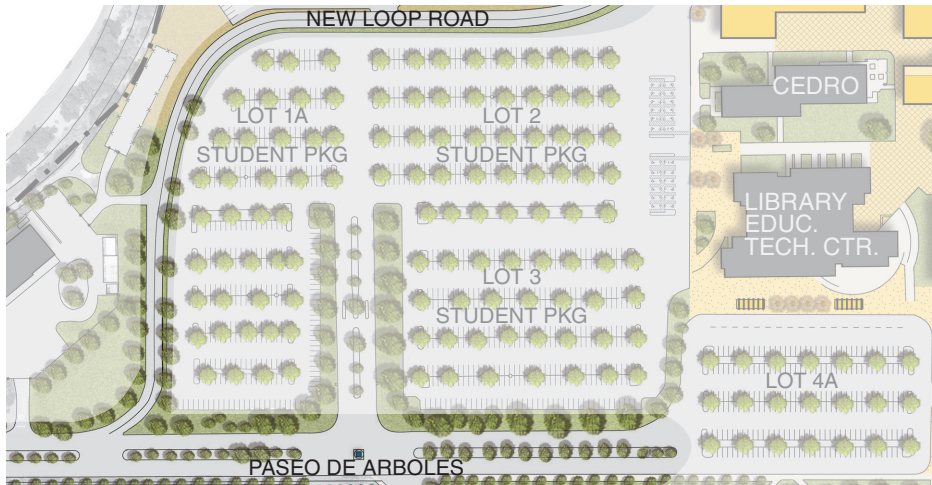 NEW LOOP ROAD
CEDRO
LOT 1A
STUDENT PKG
LOT 2
STUDENT PKG
LIBRARY
EDUC.
TECH. CTR.
LOT 3
STUDENT PKG
LOT 4A
PASEO DE ARBOLES